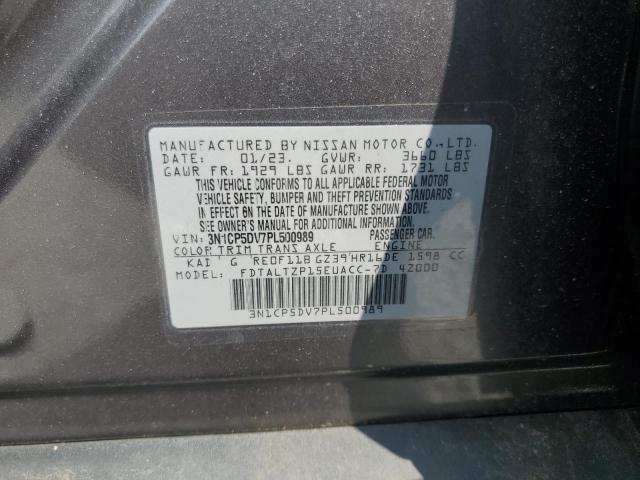 MANUFACTURED BY NISSAN MOTOR CO.,LTD.
DATE: 01/23. GVWR: 3660 LBS
GAWR FR: 1929 LBS GAWR RR: 1731 LBS
THIS VEHICLE CONFORMS TO ALL APPLICABLE FEDERAL MOTOR
VEHICLE SAFETY, BUMPER AND THEFT PREVENTION STANDARDS
IN EFFECT ON THE DATE OF MANUFACTURE SHOWN ABOVE.
SEE OWNER'S MANUAL FOR ADDITIONAL INFORMATION
VIN: 3N1CP5DV7PL500989 PASSENGER CAR.
COLOR TRIM TRANS AXLE ENGINE
KAD G RE0F11B GZ39 HR16DE 1598 CC
MODEL: FDTALTZP15EUACC-7D 42000
3N1CP5DV7PL500989